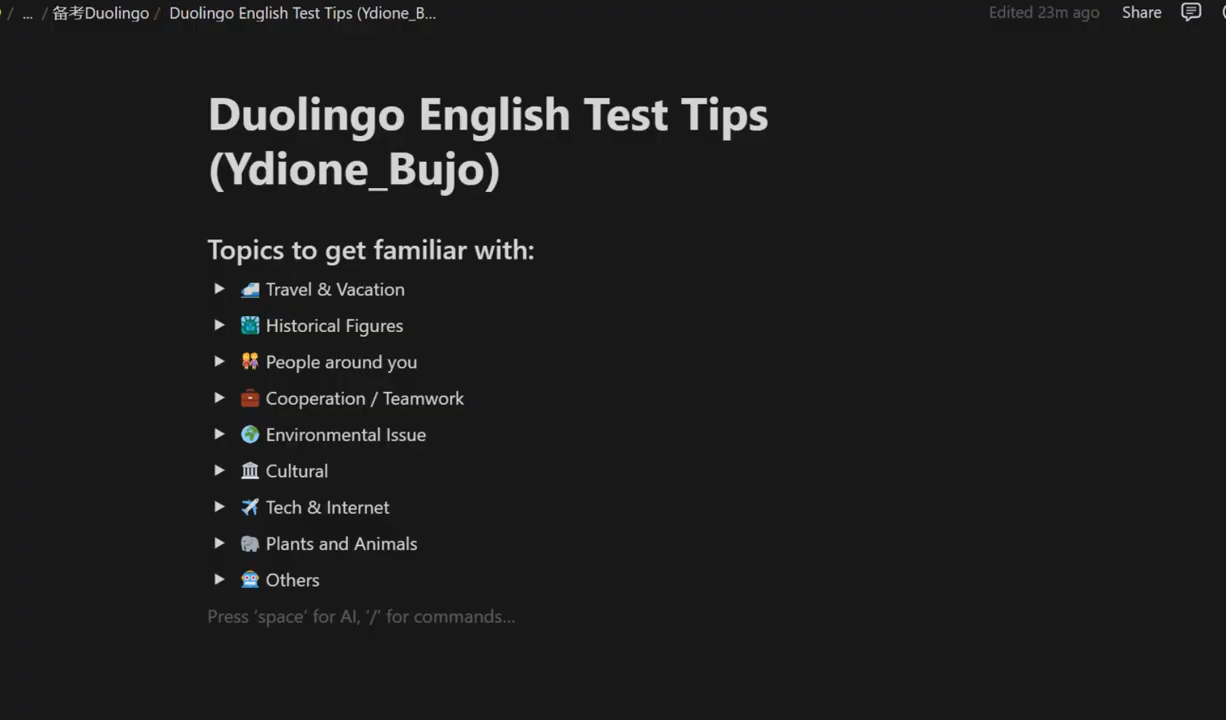 / ... / 备考Duolingo / Duolingo English Test Tips (Ydione_B...
Edited 23m ago Share
Duolingo English Test Tips
(Ydione_Bujo)
Topics to get familiar with:
Travel & Vacation
Historical Figures
People around you
Cooperation / Teamwork
Environmental Issue
Cultural
Tech & Internet
Plants and Animals
Others
Press ‘space’ for AI, ‘/’ for commands...